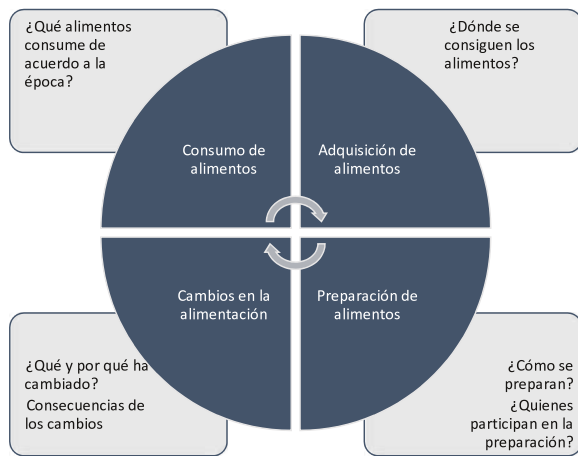 ¿Qué alimentos
consume de
acuerdo a la
época?
¿Dónde se
consiguen los
alimentos?
Consumo de
alimentos
Adquisición de
alimentos
Cambios en la
alimentación
Preparación de
alimentos
¿Qué y por qué ha
cambiado?
Consecuencias de
los cambios
¿Cómo se
preparan?
¿Quienes
participan en la
preparación?